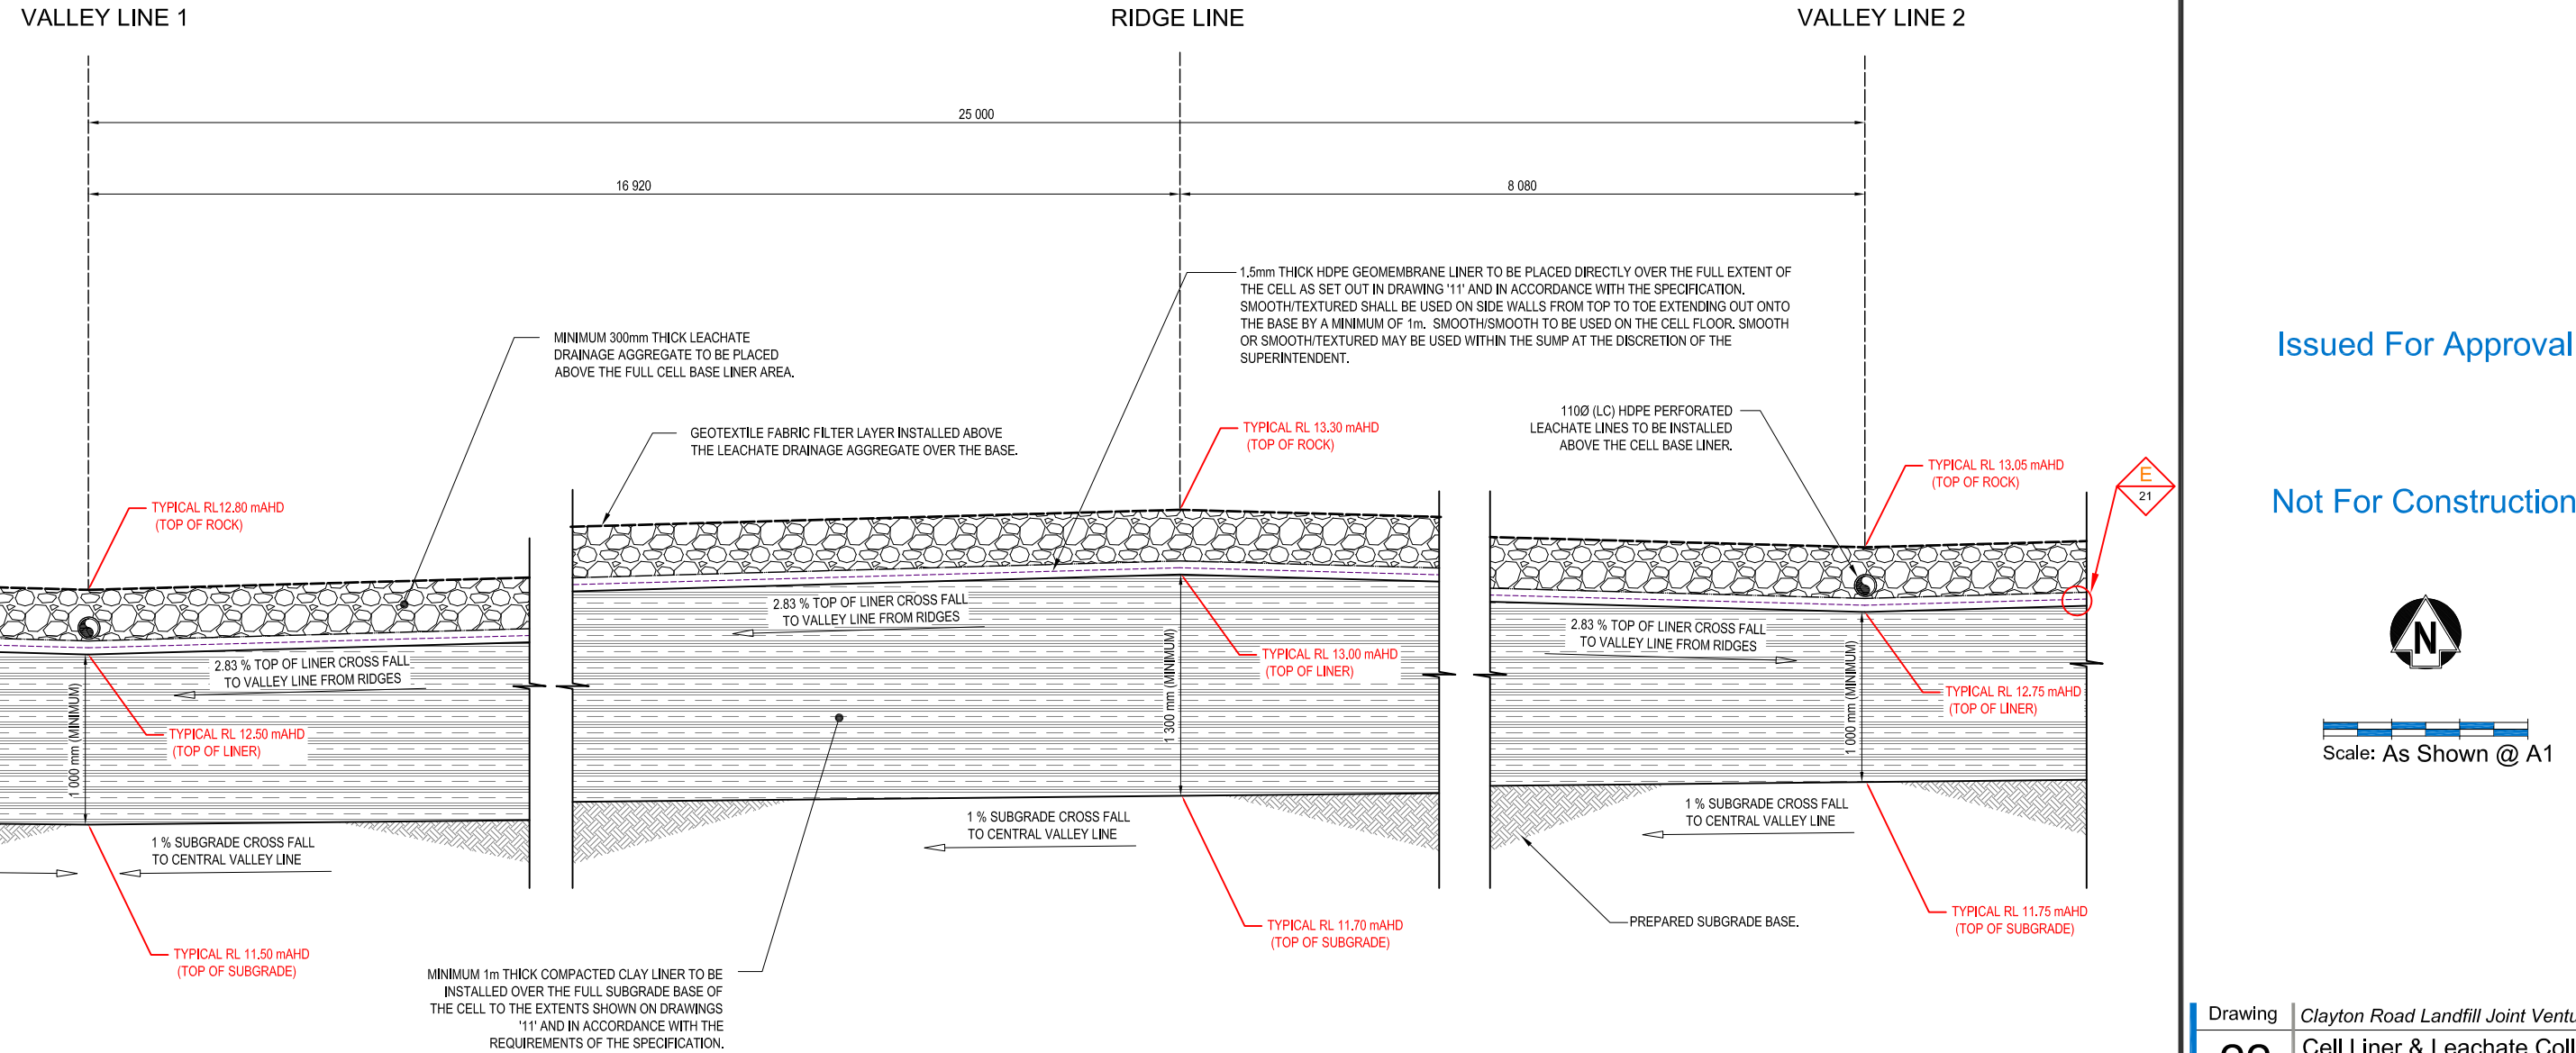 VALLEY LINE 1
RIDGE LINE
VALLEY LINE 2
25 000
16 920
8 080
1.5mm THICK HDPE GEOMEMBRANE LINER TO BE PLACED DIRECTLY OVER THE FULL EXTENT OF
THE CELL AS SET OUT IN DRAWING '11' AND IN ACCORDANCE WITH THE SPECIFICATION.
SMOOTH/TEXTURED SHALL BE USED ON SIDE WALLS FROM TOP TO TOE EXTENDING OUT ONTO
THE BASE BY A MINIMUM OF 1m. SMOOTH/SMOOTH TO BE USED ON THE CELL FLOOR. SMOOTH
OR SMOOTH/TEXTURED MAY BE USED WITHIN THE SUMP AT THE DISCRETION OF THE
SUPERINTENDENT.
MINIMUM 300mm THICK LEACHATE
DRAINAGE AGGREGATE TO BE PLACED
ABOVE THE FULL CELL BASE LINER AREA.
GEOTEXTILE FABRIC FILTER LAYER INSTALLED ABOVE
THE LEACHATE DRAINAGE AGGREGATE OVER THE BASE.
TYPICAL RL 13.30 mAHD
(TOP OF ROCK)
110Ø (LC) HDPE PERFORATED
LEACHATE LINES TO BE INSTALLED
ABOVE THE CELL BASE LINER.
TYPICAL RL 13.05 mAHD
(TOP OF ROCK)
E
21
TYPICAL RL12.80 mAHD
(TOP OF ROCK)
2.83 % TOP OF LINER CROSS FALL
TO VALLEY LINE FROM RIDGES
2.83 % TOP OF LINER CROSS FALL
TO VALLEY LINE FROM RIDGES
2.83 % TOP OF LINER CROSS FALL
TO VALLEY LINE FROM RIDGES
TYPICAL RL 13.00 mAHD
(TOP OF LINER)
TYPICAL RL 12.75 mAHD
(TOP OF LINER)
TYPICAL RL 12.50 mAHD
(TOP OF LINER)
1 000 mm (MINIMUM)
1 300 mm (MINIMUM)
1 000 mm (MINIMUM)
1 % SUBGRADE CROSS FALL
TO CENTRAL VALLEY LINE
1 % SUBGRADE CROSS FALL
TO CENTRAL VALLEY LINE
1 % SUBGRADE CROSS FALL
TO CENTRAL VALLEY LINE
TYPICAL RL 11.50 mAHD
(TOP OF SUBGRADE)
TYPICAL RL 11.70 mAHD
(TOP OF SUBGRADE)
PREPARED SUBGRADE BASE.
TYPICAL RL 11.75 mAHD
(TOP OF SUBGRADE)
MINIMUM 1m THICK COMPACTED CLAY LINER TO BE
INSTALLED OVER THE FULL SUBGRADE BASE OF
THE CELL TO THE EXTENTS SHOWN ON DRAWINGS
'11' AND IN ACCORDANCE WITH THE
REQUIREMENTS OF THE SPECIFICATION.
Issued For Approval
Not For Construction
N
Scale: As Shown @ A1
Drawing
Clayton Road Landfill Joint Ventu
Cell Liner & Leachate Coll